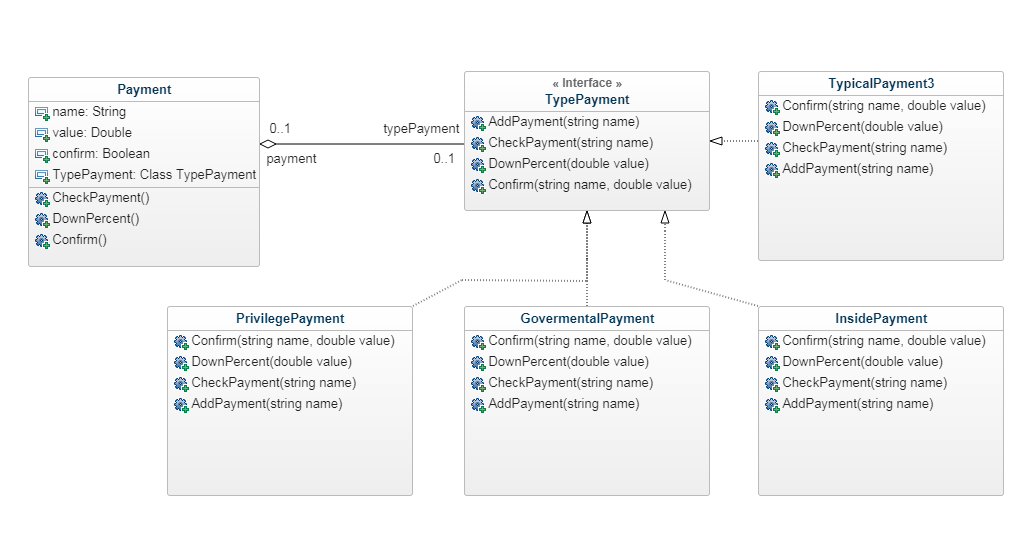 Payment
name: String
value: Double
confirm: Boolean
TypePayment: Class TypePayment
CheckPayment()
DownPercent()
Confirm()
0..1
payment
typePayment
0..1
« Interface »
TypePayment
AddPayment(string name)
CheckPayment(string name)
DownPercent(double value)
Confirm(string name, double value)
TypicalPayment3
Confirm(string name, double value)
DownPercent(double value)
CheckPayment(string name)
AddPayment(string name)
PrivilegePayment
Confirm(string name, double value)
DownPercent(double value)
CheckPayment(string name)
AddPayment(string name)
GovermentalPayment
Confirm(string name, double value)
DownPercent(double value)
CheckPayment(string name)
AddPayment(string name)
InsidePayment
Confirm(string name, double value)
DownPercent(double value)
CheckPayment(string name)
AddPayment(string name)